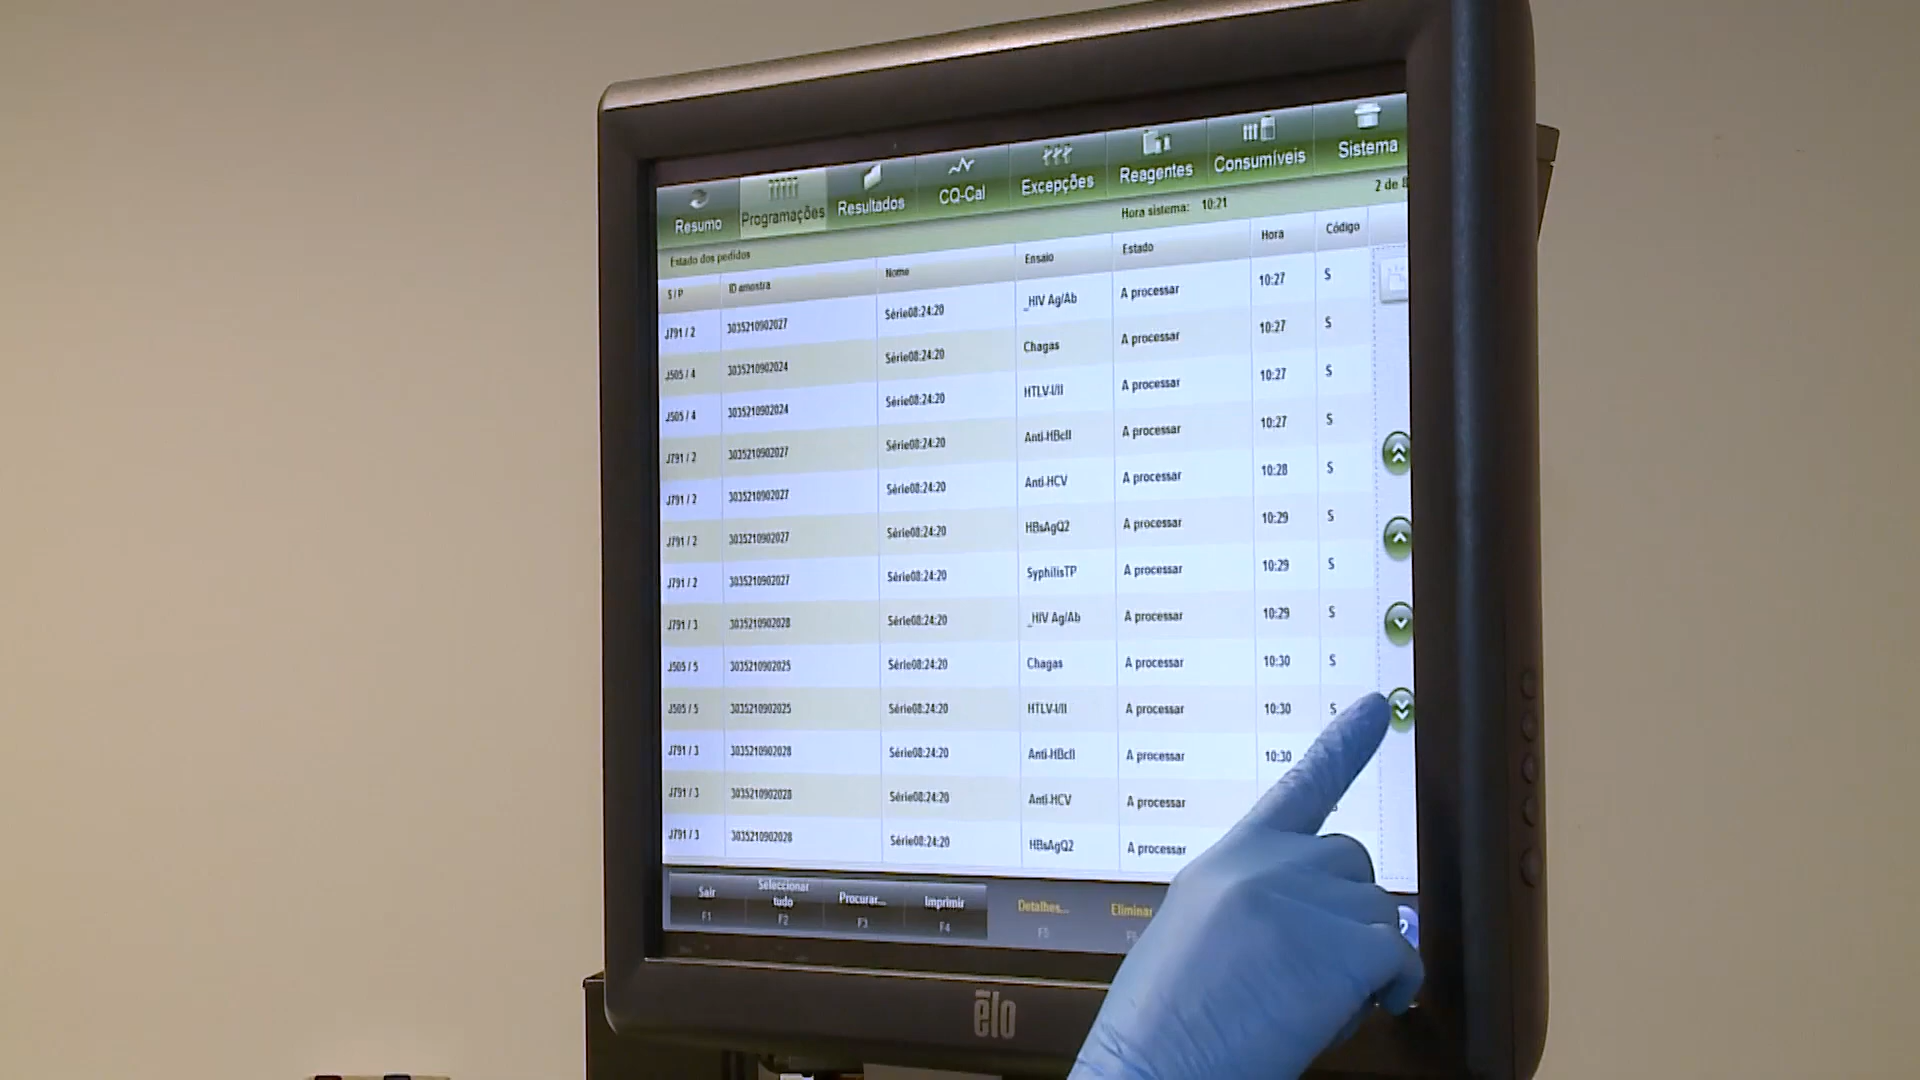 Resumo Programações Resultados CQ-Cal Excepções Reagentes Consumíveis Sistema
Estado dos pedidos Hora sistema: 10:21 2 de
S / P ID amostra Nome Ensaio Estado Hora Código
J791 / 2 3035210902027 Série08:24:20 _HIV Ag/Ab A processar 10:27 S
J505 / 4 3035210902024 Série08:24:20 Chagas A processar 10:27 S
J505 / 4 3035210902024 Série08:24:20 HTLV-I/II A processar 10:27 S
J791 / 2 3035210902027 Série08:24:20 Anti-HBcII A processar 10:27 S
J791 / 2 3035210902027 Série08:24:20 Anti-HCV A processar 10:28 S
J791 / 2 3035210902027 Série08:24:20 HBsAgQ2 A processar 10:29 S
J791 / 2 3035210902027 Série08:24:20 SyphilisTP A processar 10:29 S
J791 / 3 3035210902028 Série08:24:20 _HIV Ag/Ab A processar 10:29 S
J505 / 5 3035210902025 Série08:24:20 Chagas A processar 10:30 S
J505 / 5 3035210902025 Série08:24:20 HTLV-I/II A processar 10:30 S
J791 / 3 3035210902028 Série08:24:20 Anti-HBcII A processar 10:30
J791 / 3 3035210902028 Série08:24:20 Anti-HCV A processar
J791 / 3 3035210902028 Série08:24:20 HBsAgQ2 A processar
Sair Seleccionar tudo Procurar... Imprimir Detalhes... Eliminar ?
F1 F2 F3 F4 F5
elo